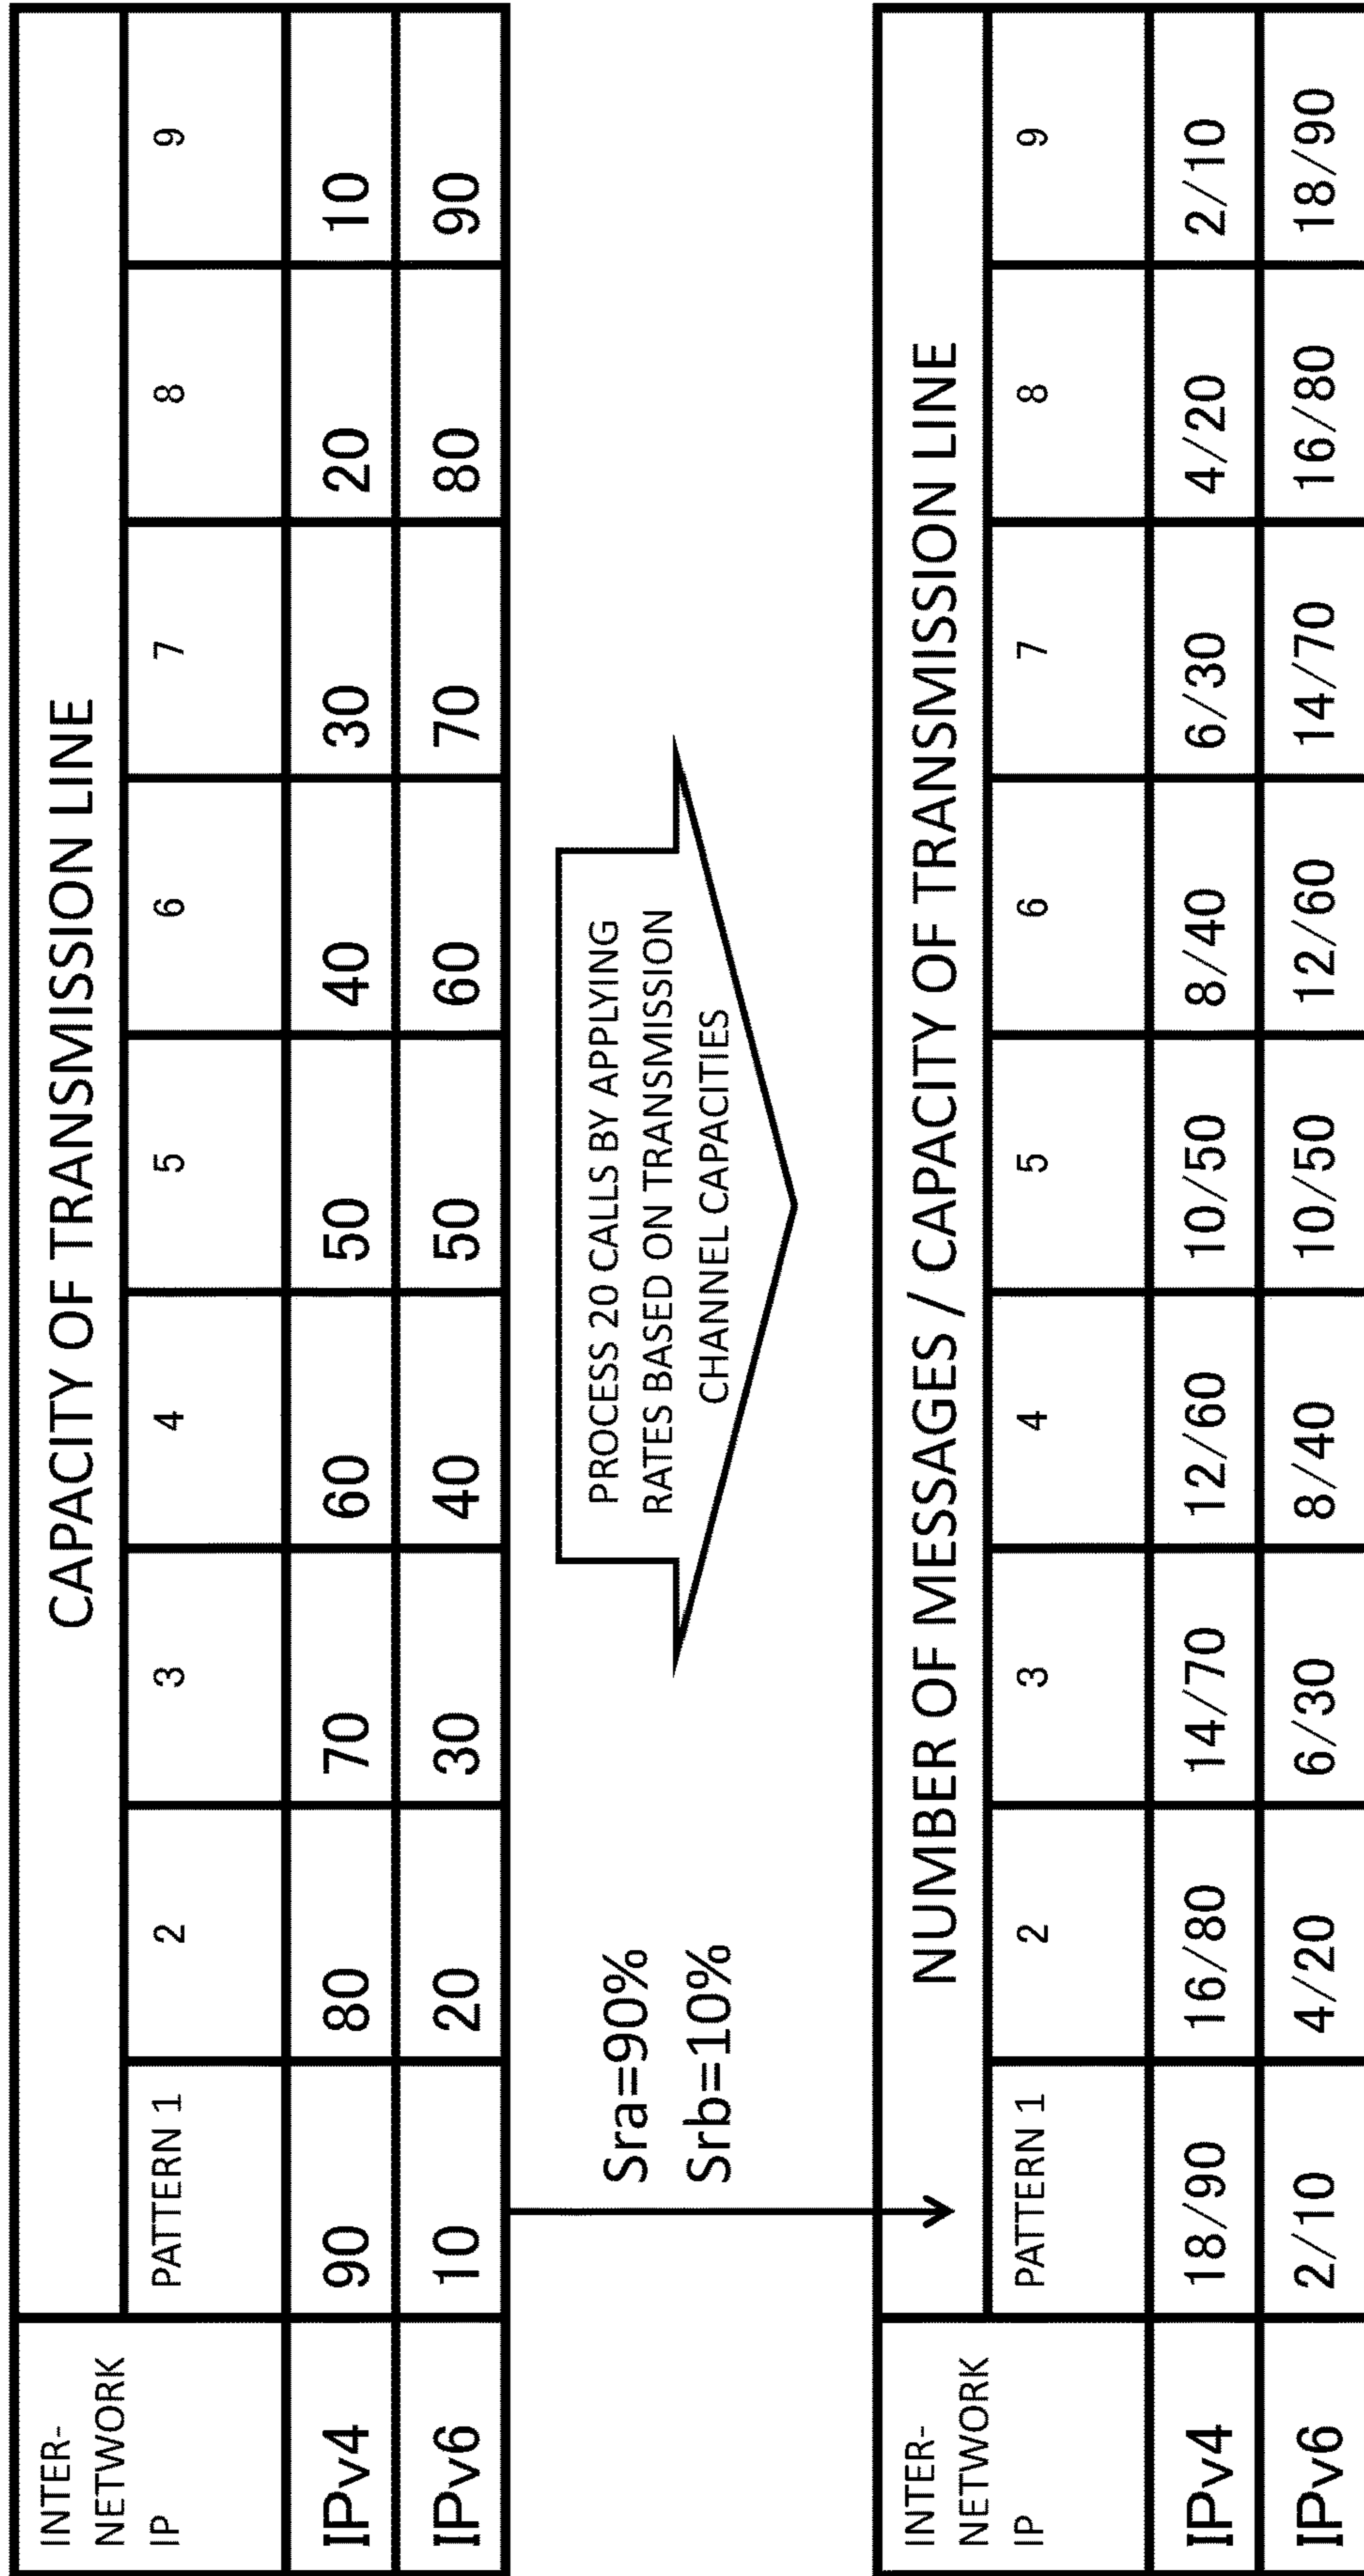 INTER-
NETWORK
IP
CAPACITY OF TRANSMISSION LINE
PATTERN 1 2 3 4 5 6 7 8 9
IPv4 90 80 70 60 50 40 30 20 10
IPv6 10 20 30 40 50 60 70 80 90
Sra=90%
Srb=10%
PROCESS 20 CALLS BY APPLYING
RATES BASED ON TRANSMISSION
CHANNEL CAPACITIES
INTER-
NETWORK
IP
NUMBER OF MESSAGES / CAPACITY OF TRANSMISSION LINE
PATTERN 1 2 3 4 5 6 7 8 9
IPv4 18/90 16/80 14/70 12/60 10/50 8/40 6/30 4/20 2/10
IPv6 2/10 4/20 6/30 8/40 10/50 12/60 14/70 16/80 18/90